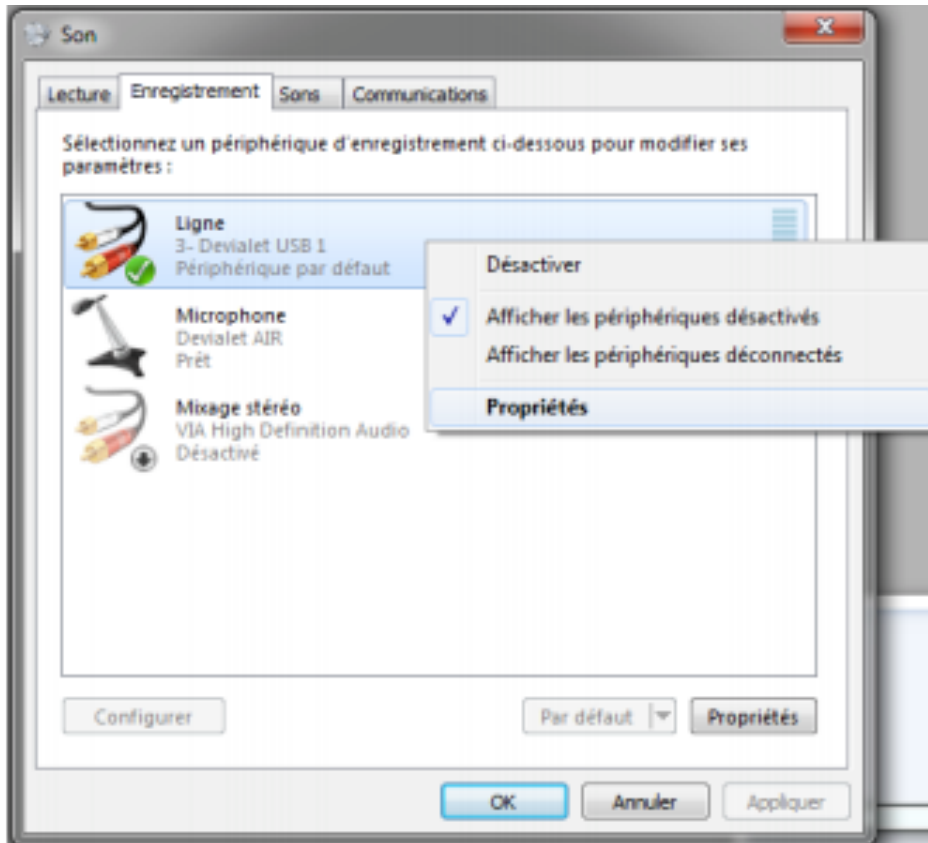 Son
Lecture Enregistrement Sons Communications
Sélectionnez un périphérique d'enregistrement ci-dessous pour modifier ses
paramètres :
Ligne
3- Devialet USB 1
Périphérique par défaut
Microphone
Devialet AIR
Prêt
Mixage stéréo
VIA High Definition Audio
Désactivé
Désactiver
Afficher les périphériques désactivés
Afficher les périphériques déconnectés
Propriétés
Configurer Par défaut Propriétés
OK Annuler Appliquer